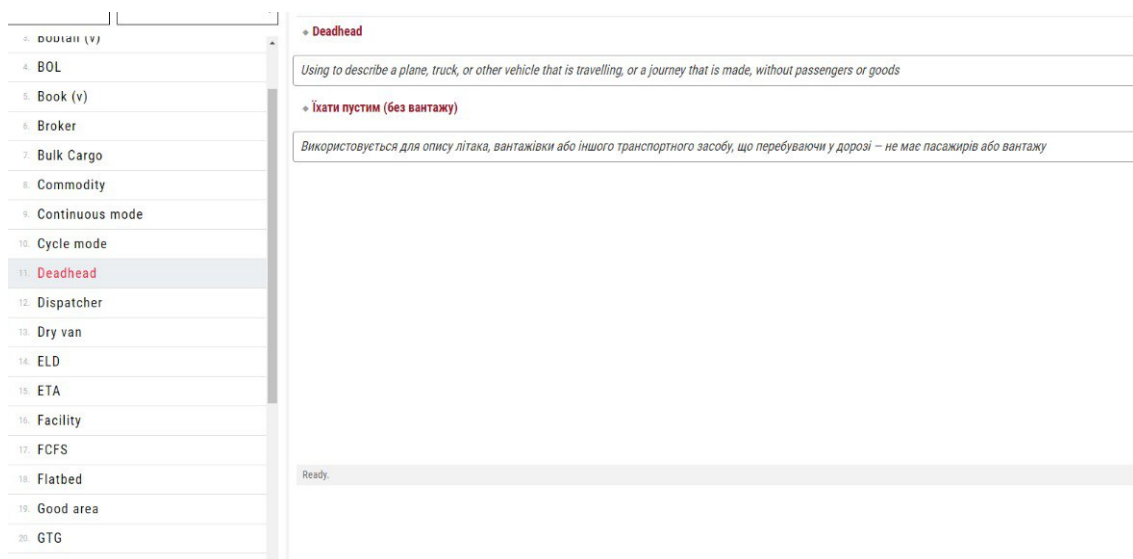 3. Bobtail (v)
4. BOL
5. Book (v)
6. Broker
7. Bulk Cargo
8. Commodity
9. Continuous mode
10. Cycle mode
11. Deadhead
12. Dispatcher
13. Dry van
14. ELD
15. ETA
16. Facility
17. FCFS
18. Flatbed
19. Good area
20. GTG
Deadhead
Using to describe a plane, truck, or other vehicle that is travelling, or a journey that is made, without passengers or goods
Їхати пустим (без вантажу)
Використовується для опису літака, вантажівки або іншого транспортного засобу, що перебуваючи у дорозі – не має пасажирів або вантажу
Ready.